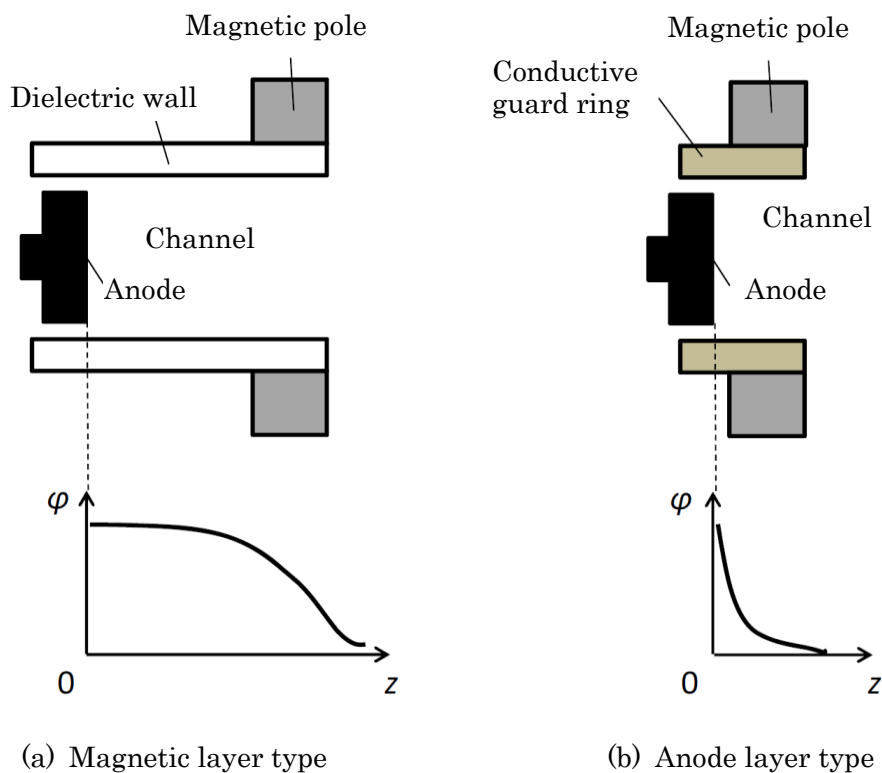 Magnetic pole
Dielectric wall
Channel
Anode
φ
0
z
(a) Magnetic layer type
Magnetic pole
Conductive
guard ring
Channel
Anode
φ
0
z
(b) Anode layer type